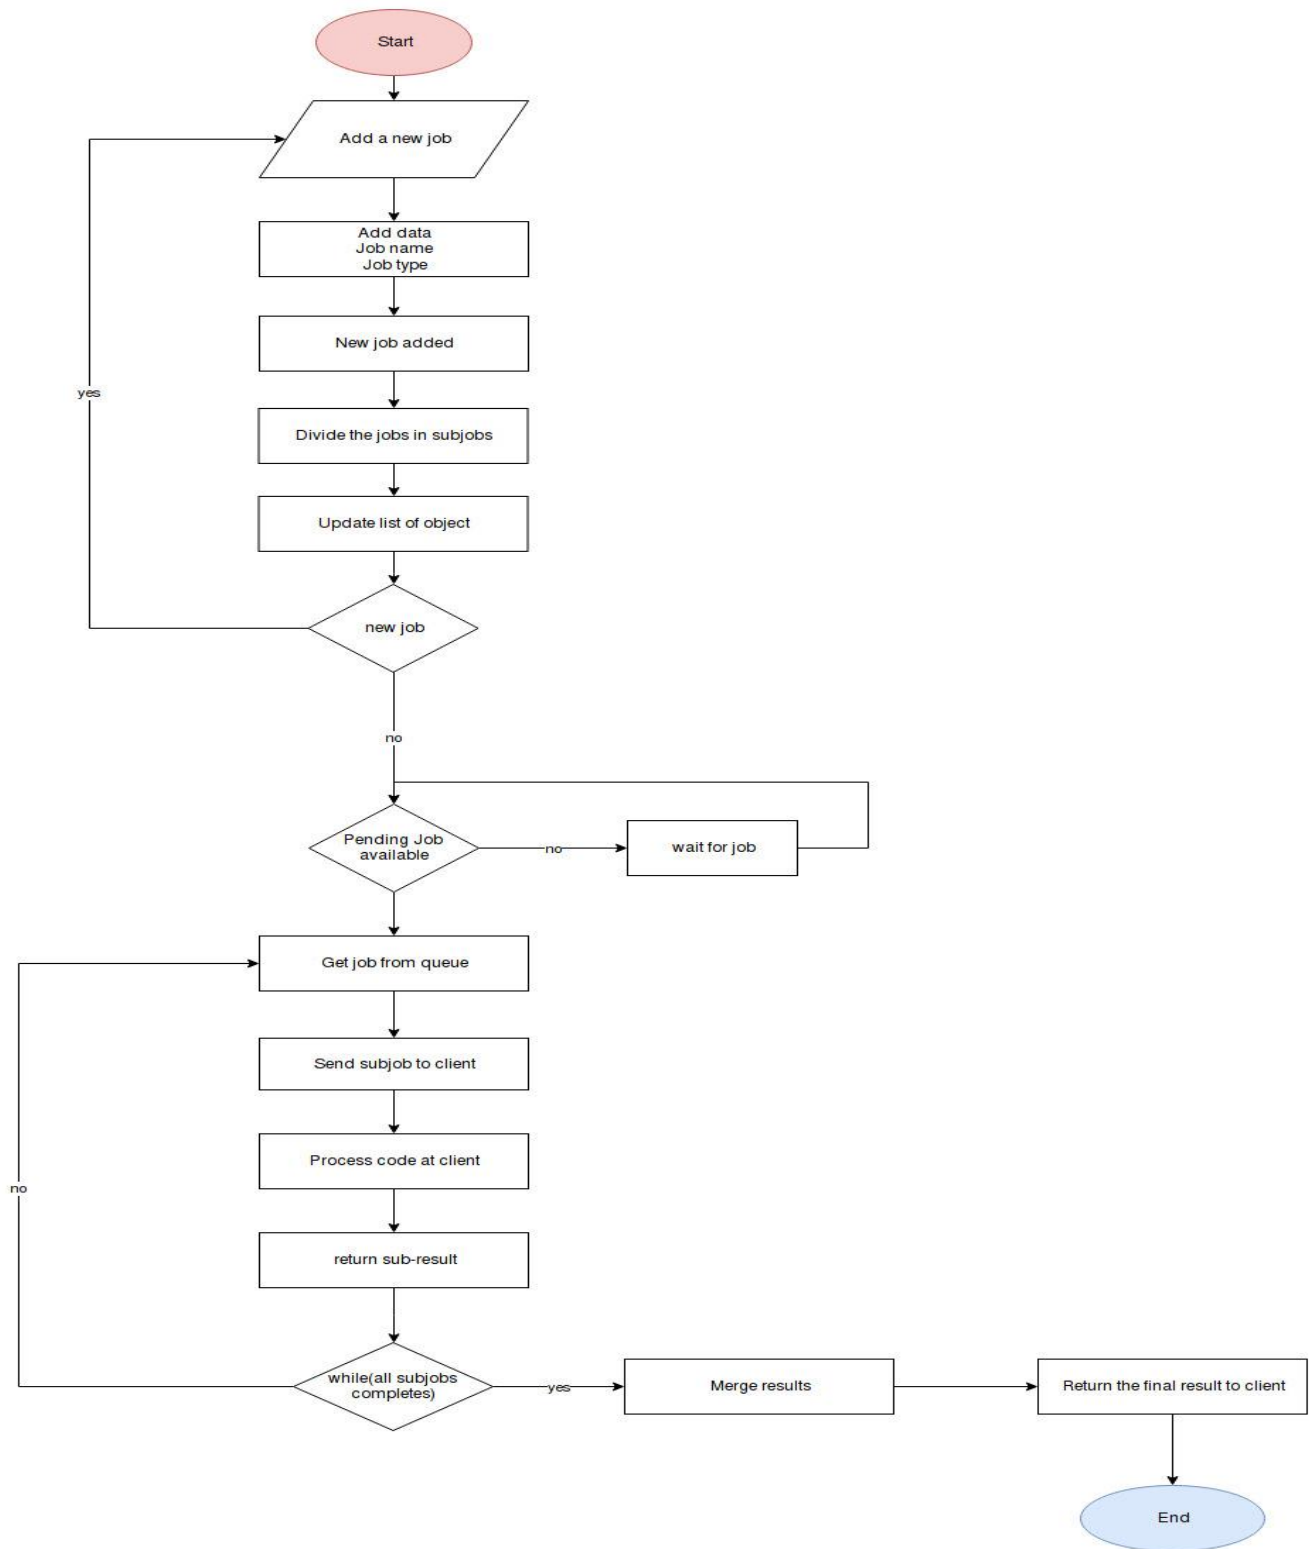 Start
Add a new job
Add data
Job name
Job type
New job added
yes
Divide the jobs in subjobs
Update list of object
new job
no
Pending Job
available
no
wait for job
Get job from queue
Send subjob to client
Process code at client
no
return sub-result
while(all subjobs
completes)
yes
Merge results
Return the final result to client
End